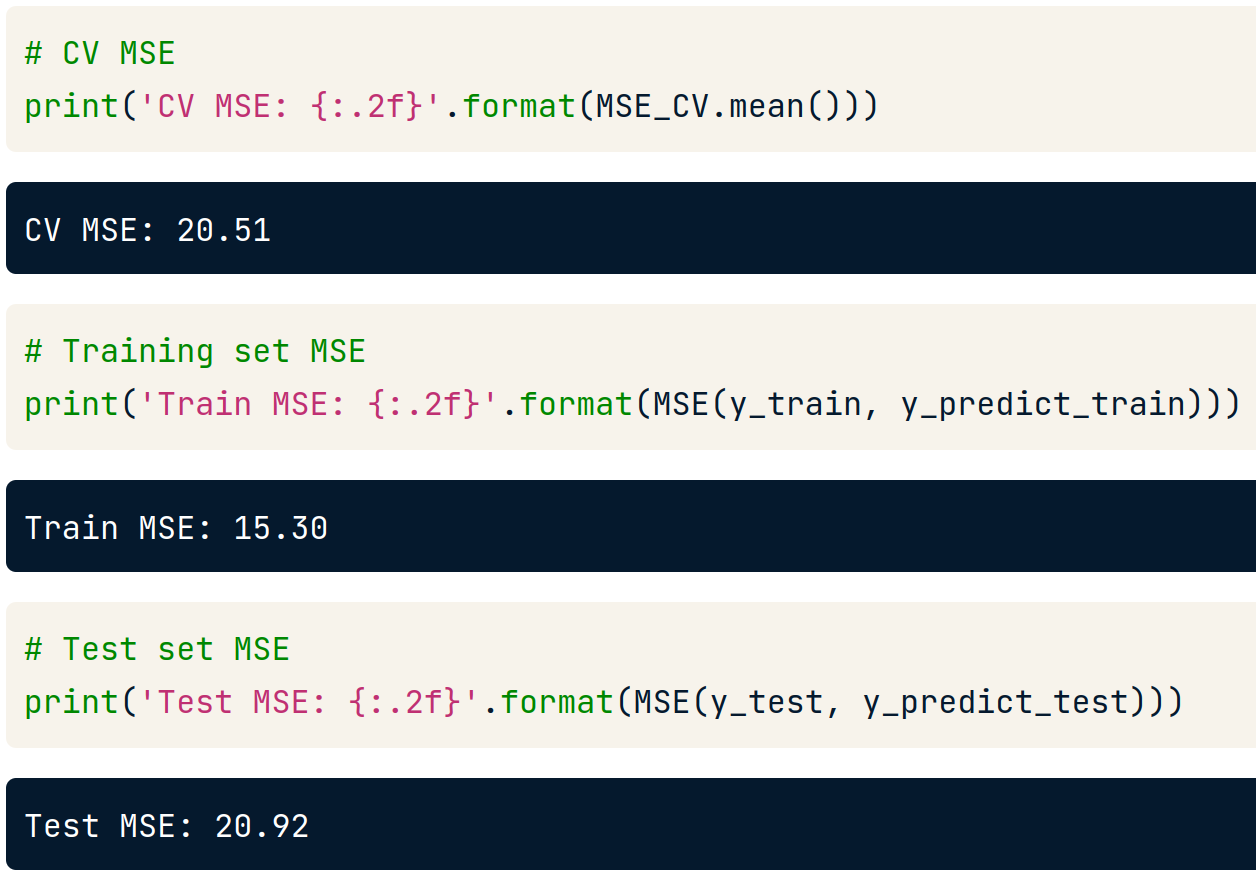 # CV MSE
print('CV MSE: {:.2f}'.format(MSE_CV.mean()))
CV MSE: 20.51
# Training set MSE
print('Train MSE: {:.2f}'.format(MSE(y_train, y_predict_train)))
Train MSE: 15.30
# Test set MSE
print('Test MSE: {:.2f}'.format(MSE(y_test, y_predict_test)))
Test MSE: 20.92